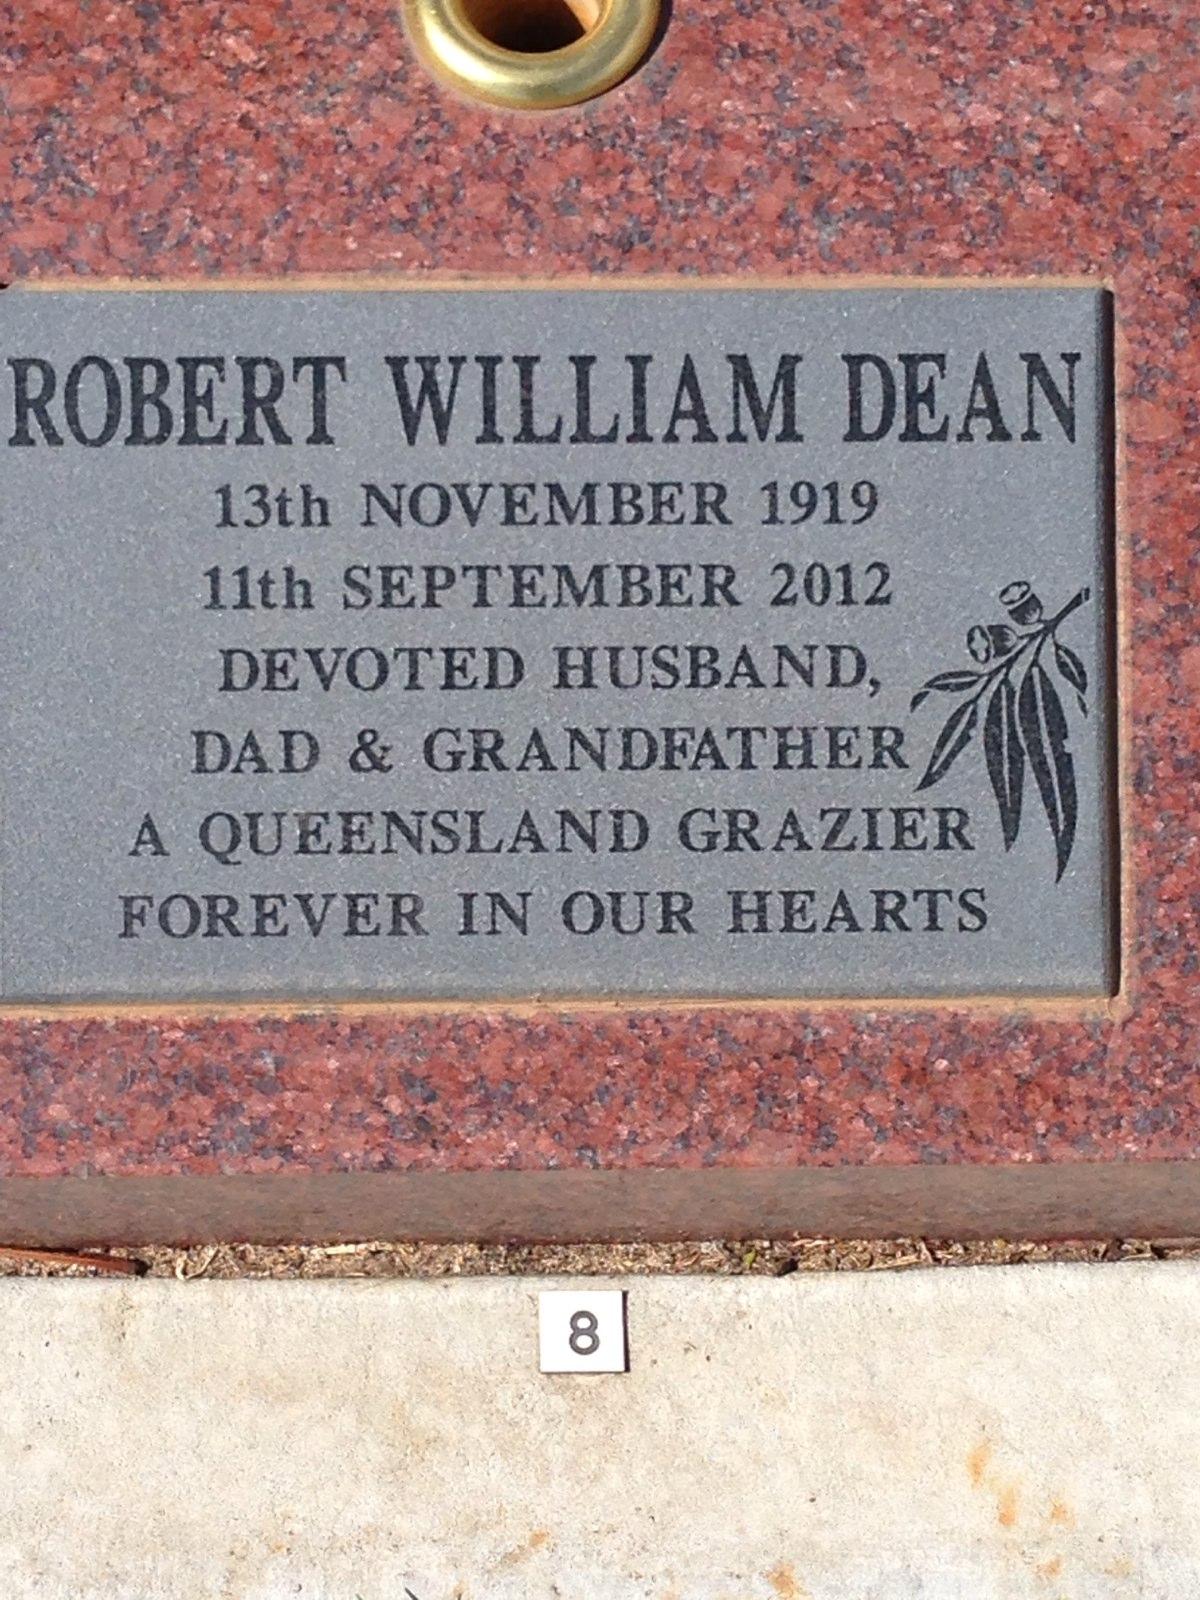 ROBERT WILLIAM DEAN
13th NOVEMBER 1919
11th SEPTEMBER 2012
DEVOTED HUSBAND,
DAD & GRANDFATHER
A QUEENSLAND GRAZIER
FOREVER IN OUR HEARTS
8